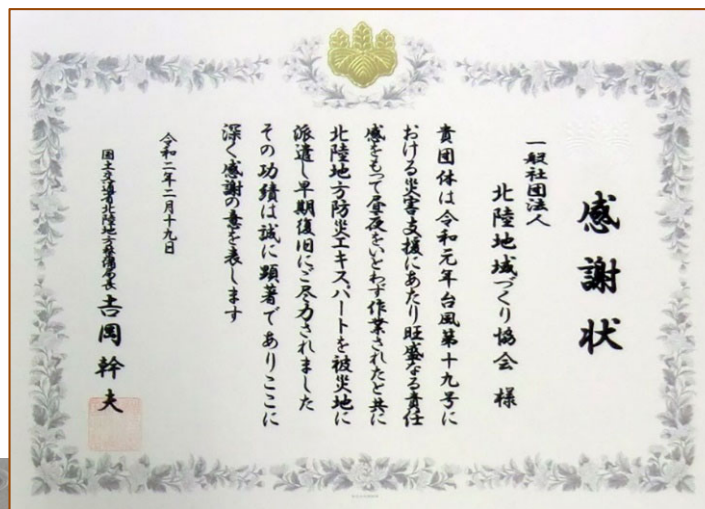 感謝状
一般社団法人
北陸地域づくり協会 様
貴団体は令和元年台風第十九号に
おける災害支援にあたり旺盛なる責任
感をもって昼夜をいとわず作業されたと共に
北陸地方防災エキスパートを被災地に
派遣し早期復旧にご尽力されました
その功績は誠に顕著でありここに
深く感謝の意を表します
令和二年二月十九日
国土交通省北陸地方整備局長 吉岡幹夫